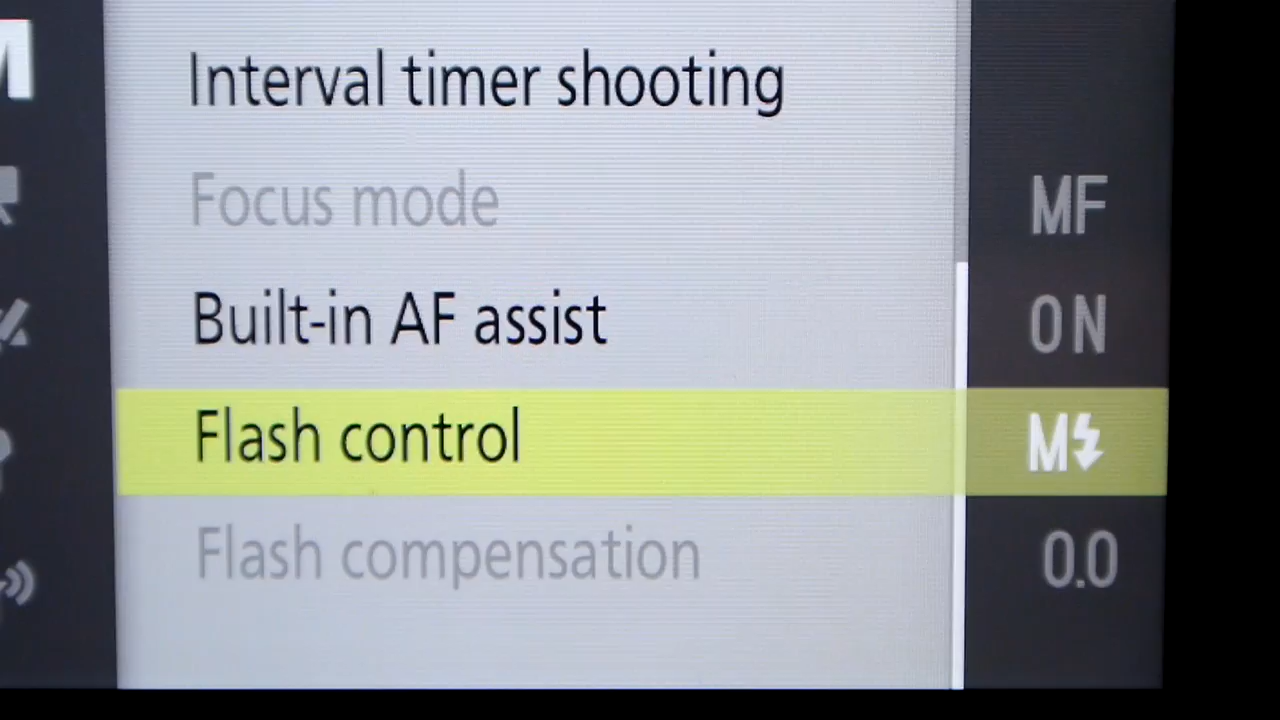 M
Interval timer shooting
Focus mode MF
Built-in AF assist ON
Flash control M
Flash compensation 0.0